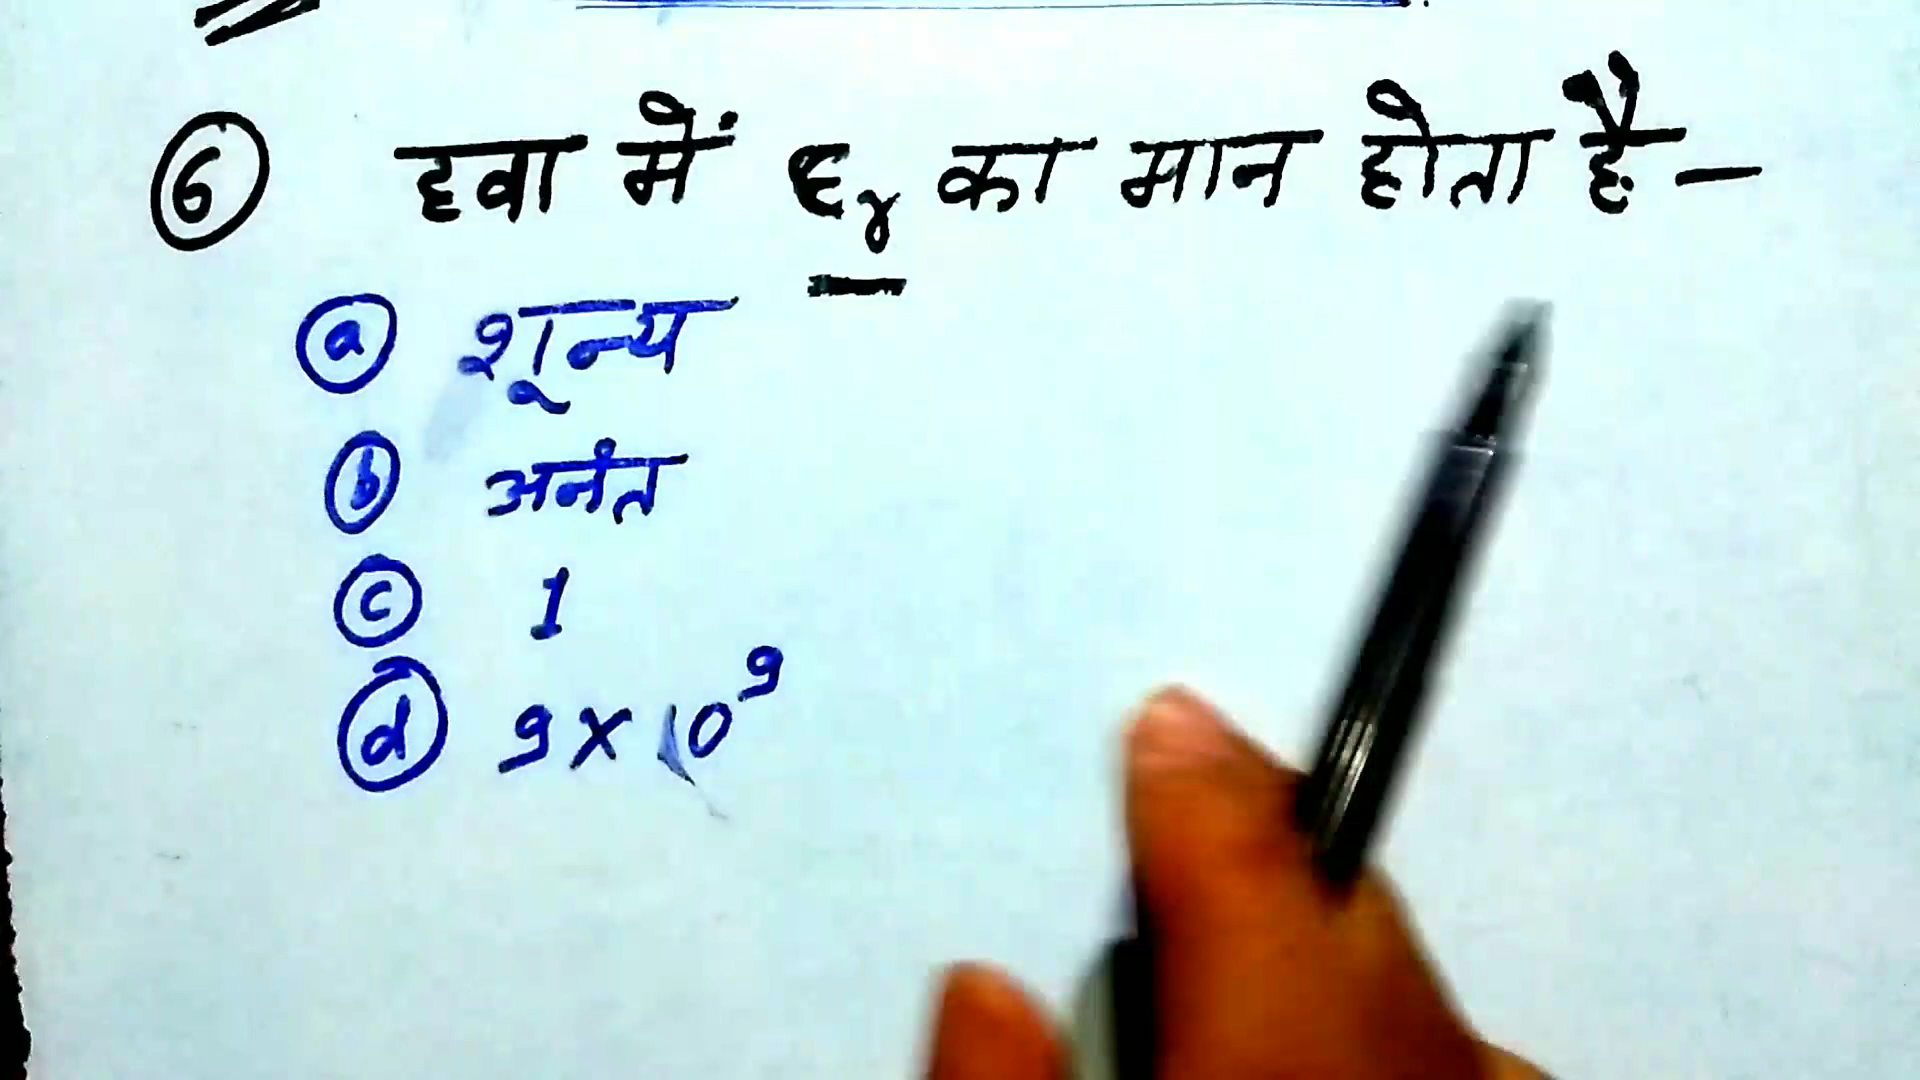 6 हवा में εr का मान होता है -
a शून्य
b अनंत
c 1
d 9 × 10⁹